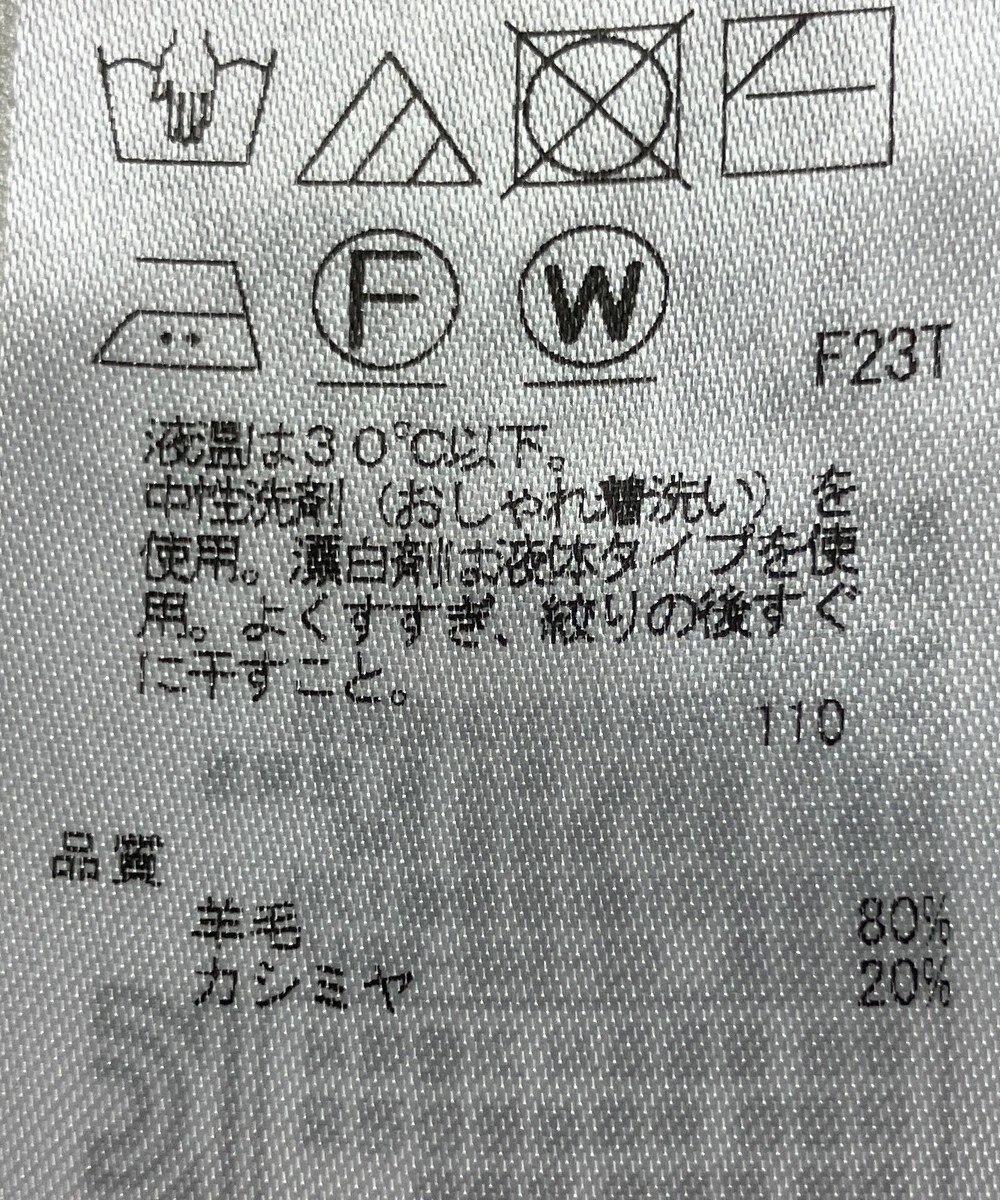 F W
F23T
液温は30℃以下。
中性洗剤(おしゃれ着洗い)を
使用。漂白剤は液体タイプを使
用。よくすすぎ、絞りの後すぐ
に干すこと。
110
品質
羊毛 80%
カシミヤ 20%